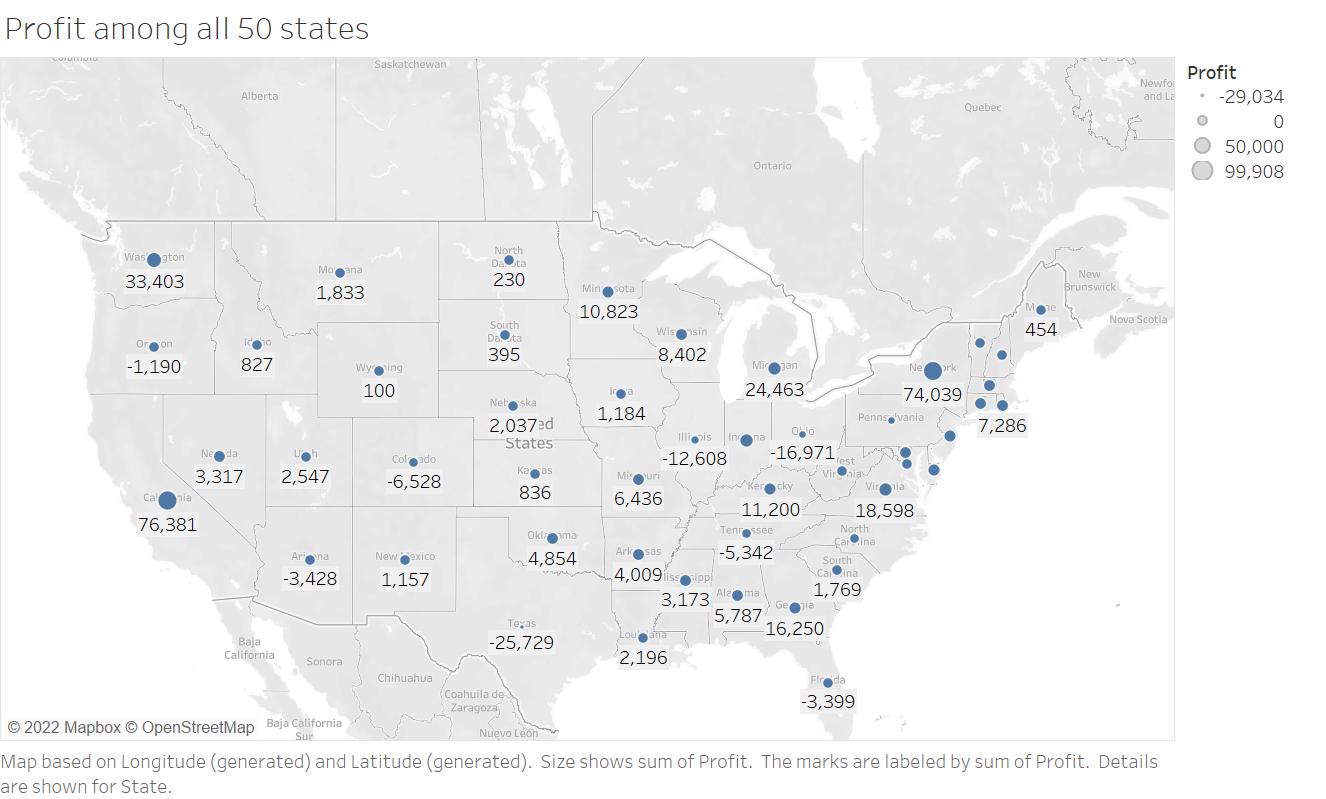 Profit among all 50 states
Columbia
Saskatchewan
Alberta
Newfo
and La
Quebec
Ontario
Profit
-29,034
0
50,000
99,908
Washington
33,403
Montana
1,833
North
Dakota
230
Minnesota
10,823
New
Brunswick
Maine
454
Nova Scotia
Oregon
-1,190
Idaho
827
South
Dakota
395
Wisconsin
8,402
Wyoming
100
Michigan
24,463
New York
74,039
Nebraska
2,037
Iowa
1,184
Pennsylvania
7,286
United
States
Nevada
3,317
Utah
2,547
Colorado
-6,528
Kansas
836
Illinois
-12,608
Indiana
Ohio
-16,971
Missouri
6,436
West
Virginia
Kentucky
11,200
Virginia
18,598
California
76,381
Arizona
-3,428
New Mexico
1,157
Oklahoma
4,854
Arkansas
4,009
Tennessee
-5,342
North
Carolina
South
Carolina
1,769
Mississippi
3,173
Alabama
5,787
Georgia
16,250
Texas
-25,729
Louisiana
2,196
Florida
-3,399
Baja
California
Sonora
Chihuahua
Coahuila de
Zaragoza
Baja California
Sur
Nuevo León
© 2022 Mapbox © OpenStreetMap
Map based on Longitude (generated) and Latitude (generated).  Size shows sum of Profit.  The marks are labeled by sum of Profit.  Details
are shown for State.